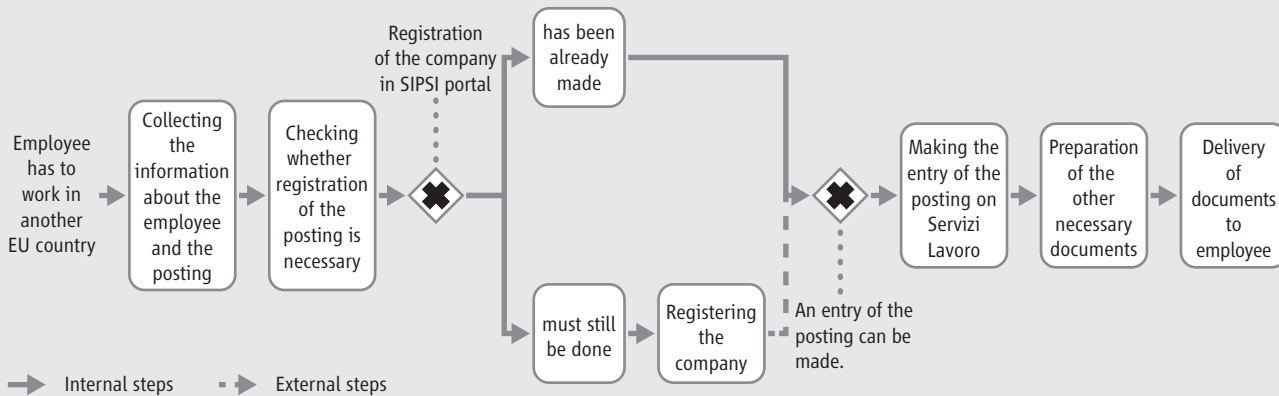 Employee
has to
work in
another
EU country
Collecting
the
information
about the
employee
and the
posting
Checking
whether
registration
of the
posting is
necessary
Registration
of the company
in SIPSI portal
has been
already
made
must still
be done
Registering
the
company
An entry of the
posting can be
made.
Making the
entry of the
posting on
Servizi
Lavoro
Preparation
of the
other
necessary
documents
Delivery
of
documents
to
employee
Internal steps
External steps